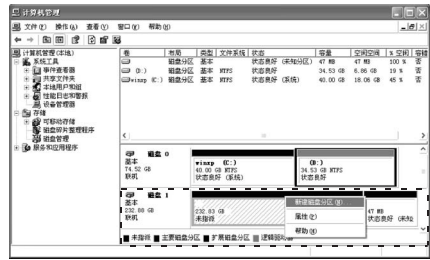 计算机管理
文件(F) 操作(A) 查看(V) 窗口(W) 帮助(H)
计算机管理(本地)
系统工具
事件查看器
共享文件夹
本地用户和组
性能日志和警报
设备管理器
存储
可移动存储
磁盘碎片整理程序
磁盘管理
服务和应用程序
卷 布局 类型 文件系统 状态 容量 空闲空间 % 空闲 容错
磁盘分区 基本 状态良好 (未知分区) 47 MB 47 MB 100 % 否
(D:) 磁盘分区 基本 NTFS 状态良好 34.53 GB 6.86 GB 19 % 否
winxp (C:) 磁盘分区 基本 NTFS 状态良好 (系统) 40.00 GB 18.06 GB 45 % 否
磁盘 0
基本
74.52 GB
联机
winxp (C:)
40.00 GB NTFS
状态良好 (系统)
(D:)
34.53 GB NTFS
状态良好
磁盘 1
基本
232.88 GB
联机
232.83 GB
未指派
47 MB
状态良好 (未知
新建磁盘分区(N)...
属性(P)
帮助(H)
未指派 主要磁盘分区 扩展磁盘分区 逻辑驱动器